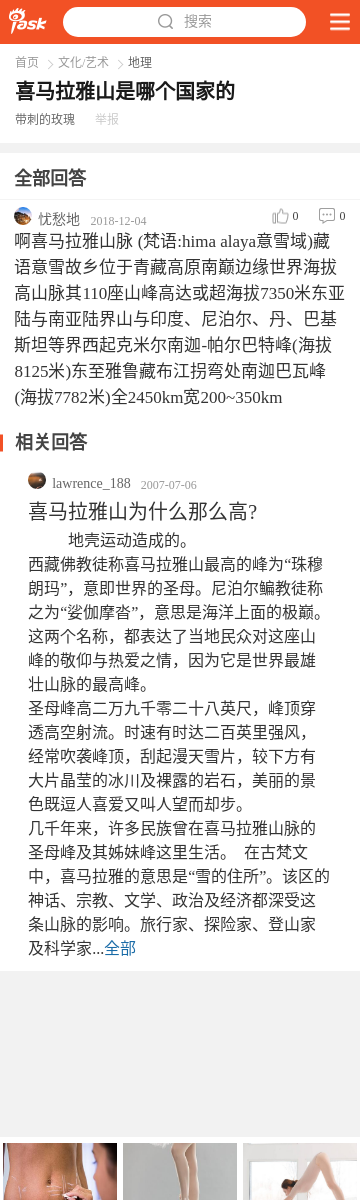 iask
搜索
首页 文化/艺术 地理
喜马拉雅山是哪个国家的
带刺的玫瑰 举报
全部回答
忧愁地 2018-12-04 0 0
啊喜马拉雅山脉 (梵语:hima alaya意雪域)藏
语意雪故乡位于青藏高原南巅边缘世界海拔
高山脉其110座山峰高达或超海拔7350米东亚
陆与南亚陆界山与印度、尼泊尔、丹、巴基
斯坦等界西起克米尔南迦-帕尔巴特峰(海拔
8125米)东至雅鲁藏布江拐弯处南迦巴瓦峰
(海拔7782米)全2450km宽200~350km
相关回答
lawrence_188 2007-07-06
喜马拉雅山为什么那么高?
地壳运动造成的。
西藏佛教徒称喜马拉雅山最高的峰为“珠穆
朗玛”，意即世界的圣母。尼泊尔鳊教徒称
之为“娑伽摩沓”，意思是海洋上面的极巅。
这两个名称，都表达了当地民众对这座山
峰的敬仰与热爱之情，因为它是世界最雄
壮山脉的最高峰。
圣母峰高二万九千零二十八英尺，峰顶穿
透高空射流。时速有时达二百英里强风，
经常吹袭峰顶，刮起漫天雪片，较下方有
大片晶莹的冰川及裸露的岩石，美丽的景
色既逗人喜爱又叫人望而却步。
几千年来，许多民族曾在喜马拉雅山脉的
圣母峰及其姊妹峰这里生活。 在古梵文
中，喜马拉雅的意思是“雪的住所”。该区的
神话、宗教、文学、政治及经济都深受这
条山脉的影响。旅行家、探险家、登山家
及科学家...全部